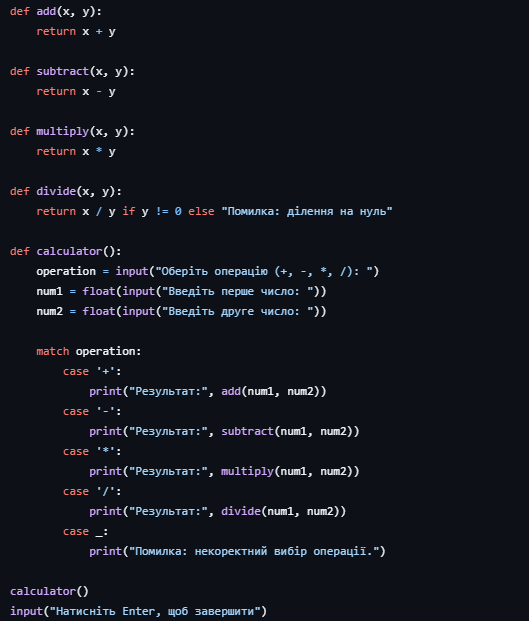 def add(x, y):
    return x + y

def subtract(x, y):
    return x - y

def multiply(x, y):
    return x * y

def divide(x, y):
    return x / y if y != 0 else "Помилка: ділення на нуль"

def calculator():
    operation = input("Оберіть операцію (+, -, *, /): ")
    num1 = float(input("Введіть перше число: "))
    num2 = float(input("Введіть друге число: "))

    match operation:
        case '+':
            print("Результат:", add(num1, num2))
        case '-':
            print("Результат:", subtract(num1, num2))
        case '*':
            print("Результат:", multiply(num1, num2))
        case '/':
            print("Результат:", divide(num1, num2))
        case _:
            print("Помилка: некоректний вибір операції.")

calculator()
input("Натисніть Enter, щоб завершити")